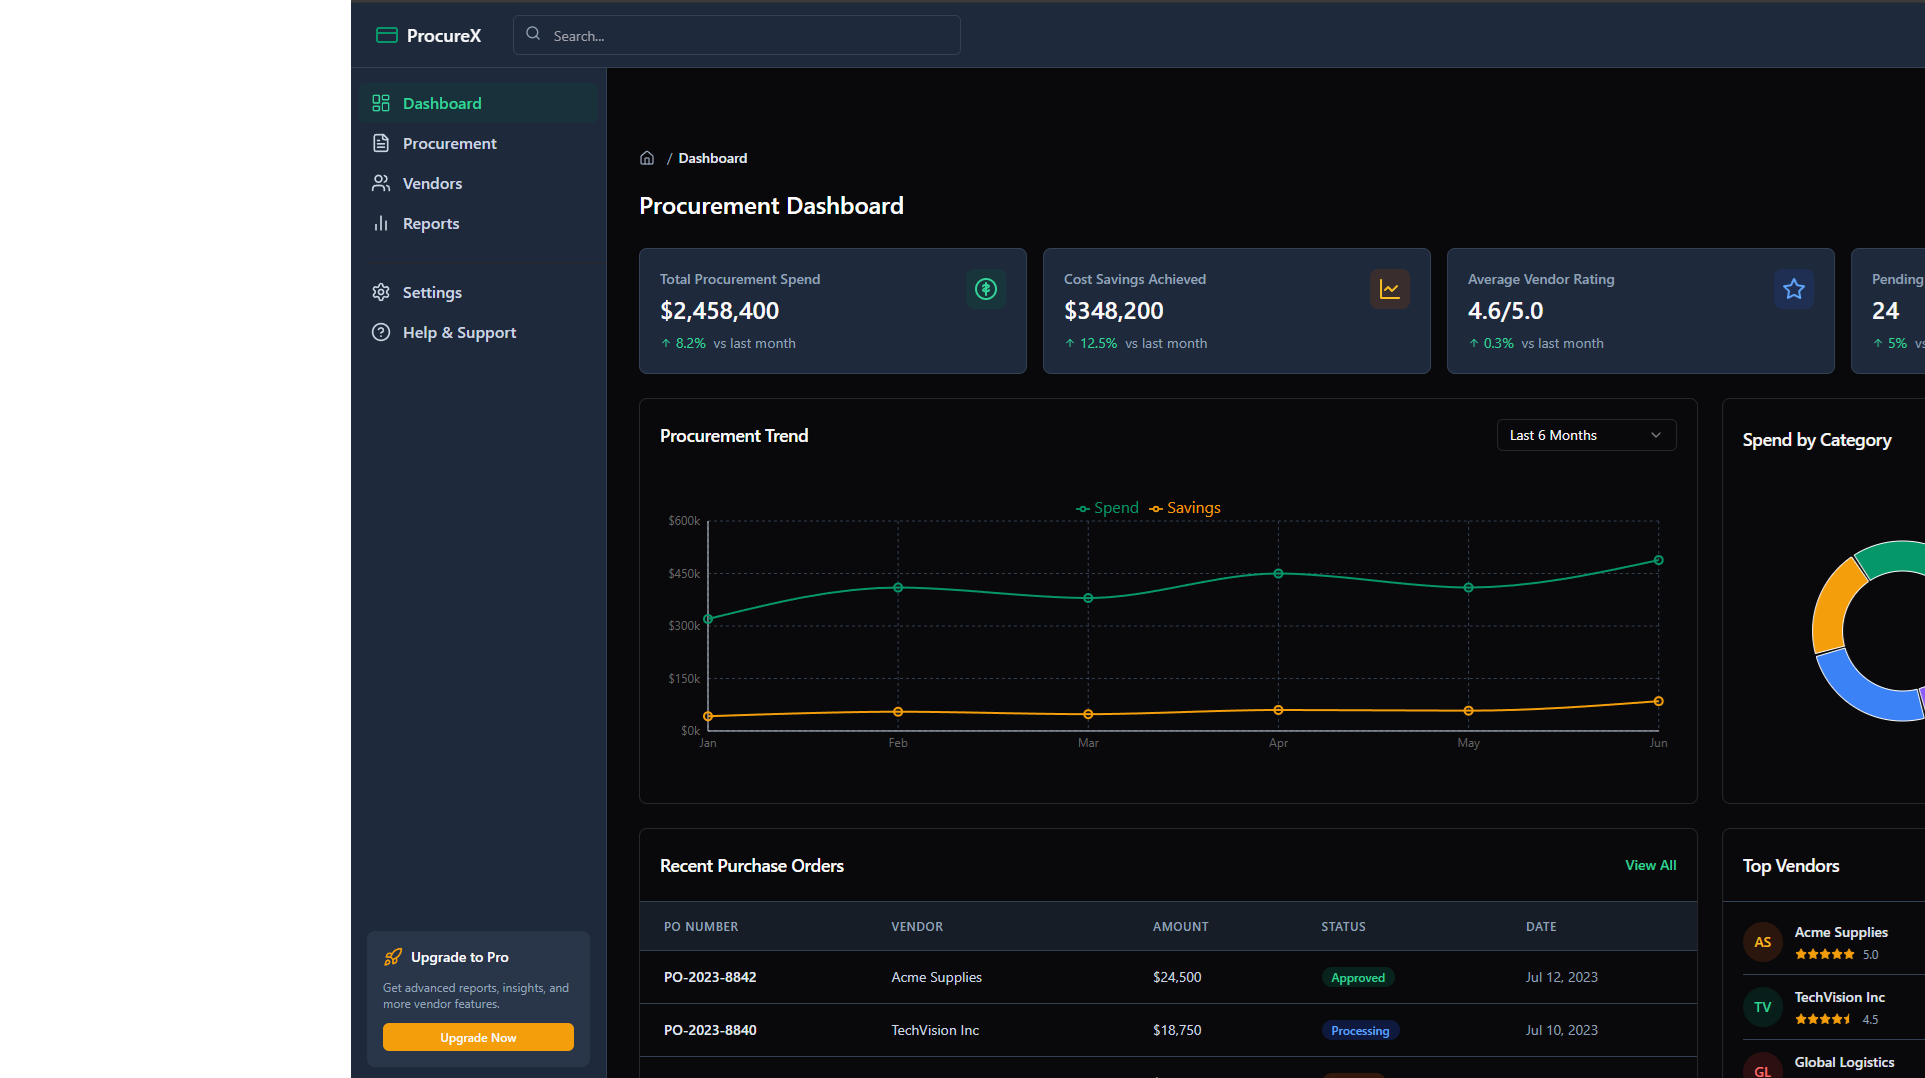 ProcureX
Search...
Dashboard
Procurement
Vendors
Reports
Settings
Help & Support
Upgrade to Pro
Get advanced reports, insights, and
more vendor features.
Upgrade Now
/ Dashboard
Procurement Dashboard
Total Procurement Spend
$2,458,400
↑ 8.2% vs last month
Cost Savings Achieved
$348,200
↑ 12.5% vs last month
Average Vendor Rating
4.6/5.0
↑ 0.3% vs last month
Pending
24
↑ 5% vs
Procurement Trend
Last 6 Months
Spend Savings
$600k
$450k
$300k
$150k
$0k
Jan Feb Mar Apr May Jun
Spend by Category
Recent Purchase Orders
View All
PO NUMBER VENDOR AMOUNT STATUS DATE
PO-2023-8842 Acme Supplies $24,500 Approved Jul 12, 2023
PO-2023-8840 TechVision Inc $18,750 Processing Jul 10, 2023
Top Vendors
AS
Acme Supplies
5.0
TV
TechVision Inc
4.5
GL
Global Logistics